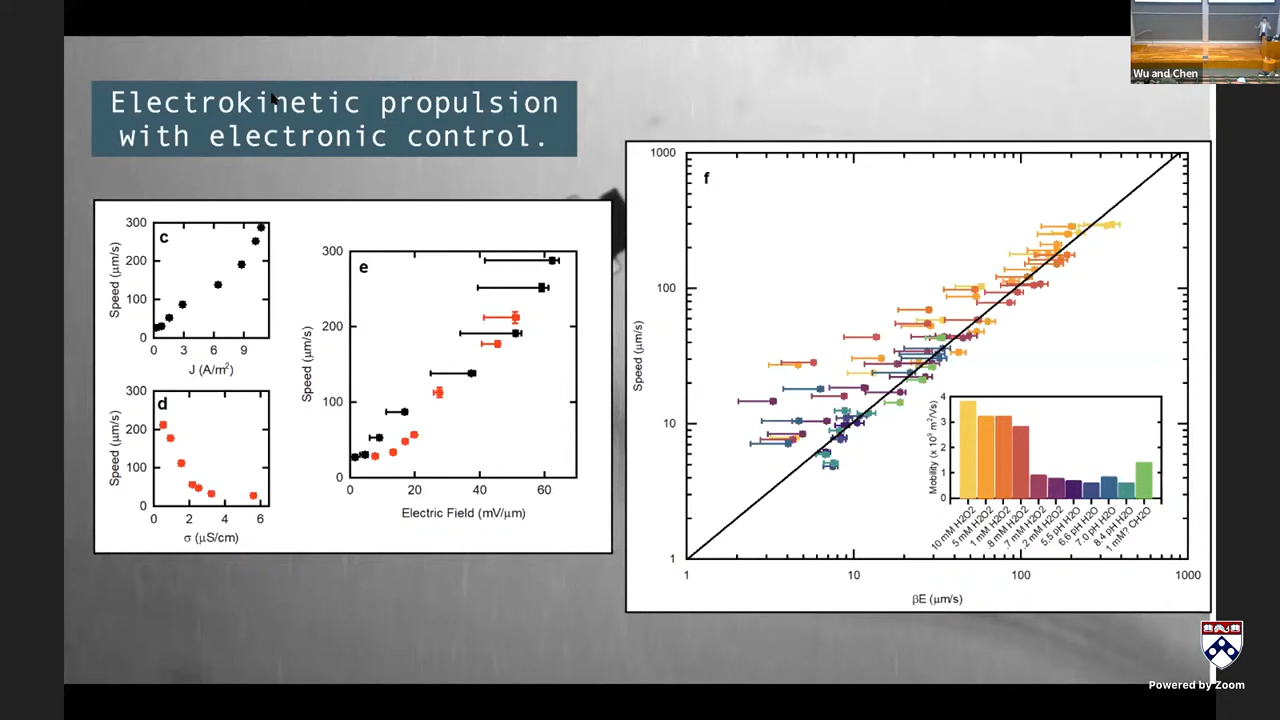 Wu and Chen
Electrokinetic propulsion
with electronic control.
c
Speed (μm/s)
300
200
100
0
0 3 6 9
J (A/m²)
d
Speed (μm/s)
300
200
100
0
0 2 4 6
σ (μS/cm)
e
Speed (μm/s)
300
200
100
0
0 20 40 60
Electric Field (mV/μm)
f
Speed (μm/s)
1000
100
10
1
1 10 100 1000
βE (μm/s)
Mobility (x 10⁹ m²/Vs)
4
3
2
1
0
10 mM H2O2
5 mM H2O2
1 mM H2O2
.8 mM H2O2
.7 mM H2O2
.2 mM H2O2
5.5 pH H2O
6.6 pH H2O
7.0 pH H2O
8.4 pH H2O
1 mM? CH2O
Powered by Zoom